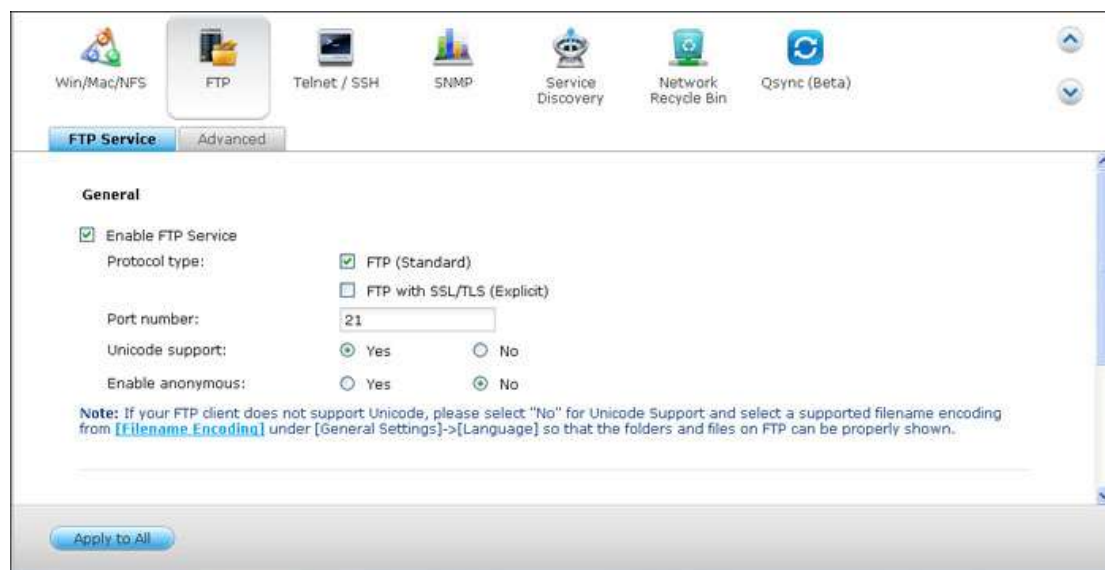 Win/Mac/NFS
FTP
Telnet / SSH
SNMP
Service
Discovery
Network
Recycle Bin
Qsync (Beta)
FTP Service
Advanced
General
Enable FTP Service
Protocol type:
FTP (Standard)
FTP with SSL/TLS (Explicit)
Port number:
21
Unicode support:
Yes
No
Enable anonymous:
Yes
No
Note: If your FTP client does not support Unicode, please select "No" for Unicode Support and select a supported filename encoding
from [Filename Encoding] under [General Settings]->[Language] so that the folders and files on FTP can be properly shown.
Apply to All